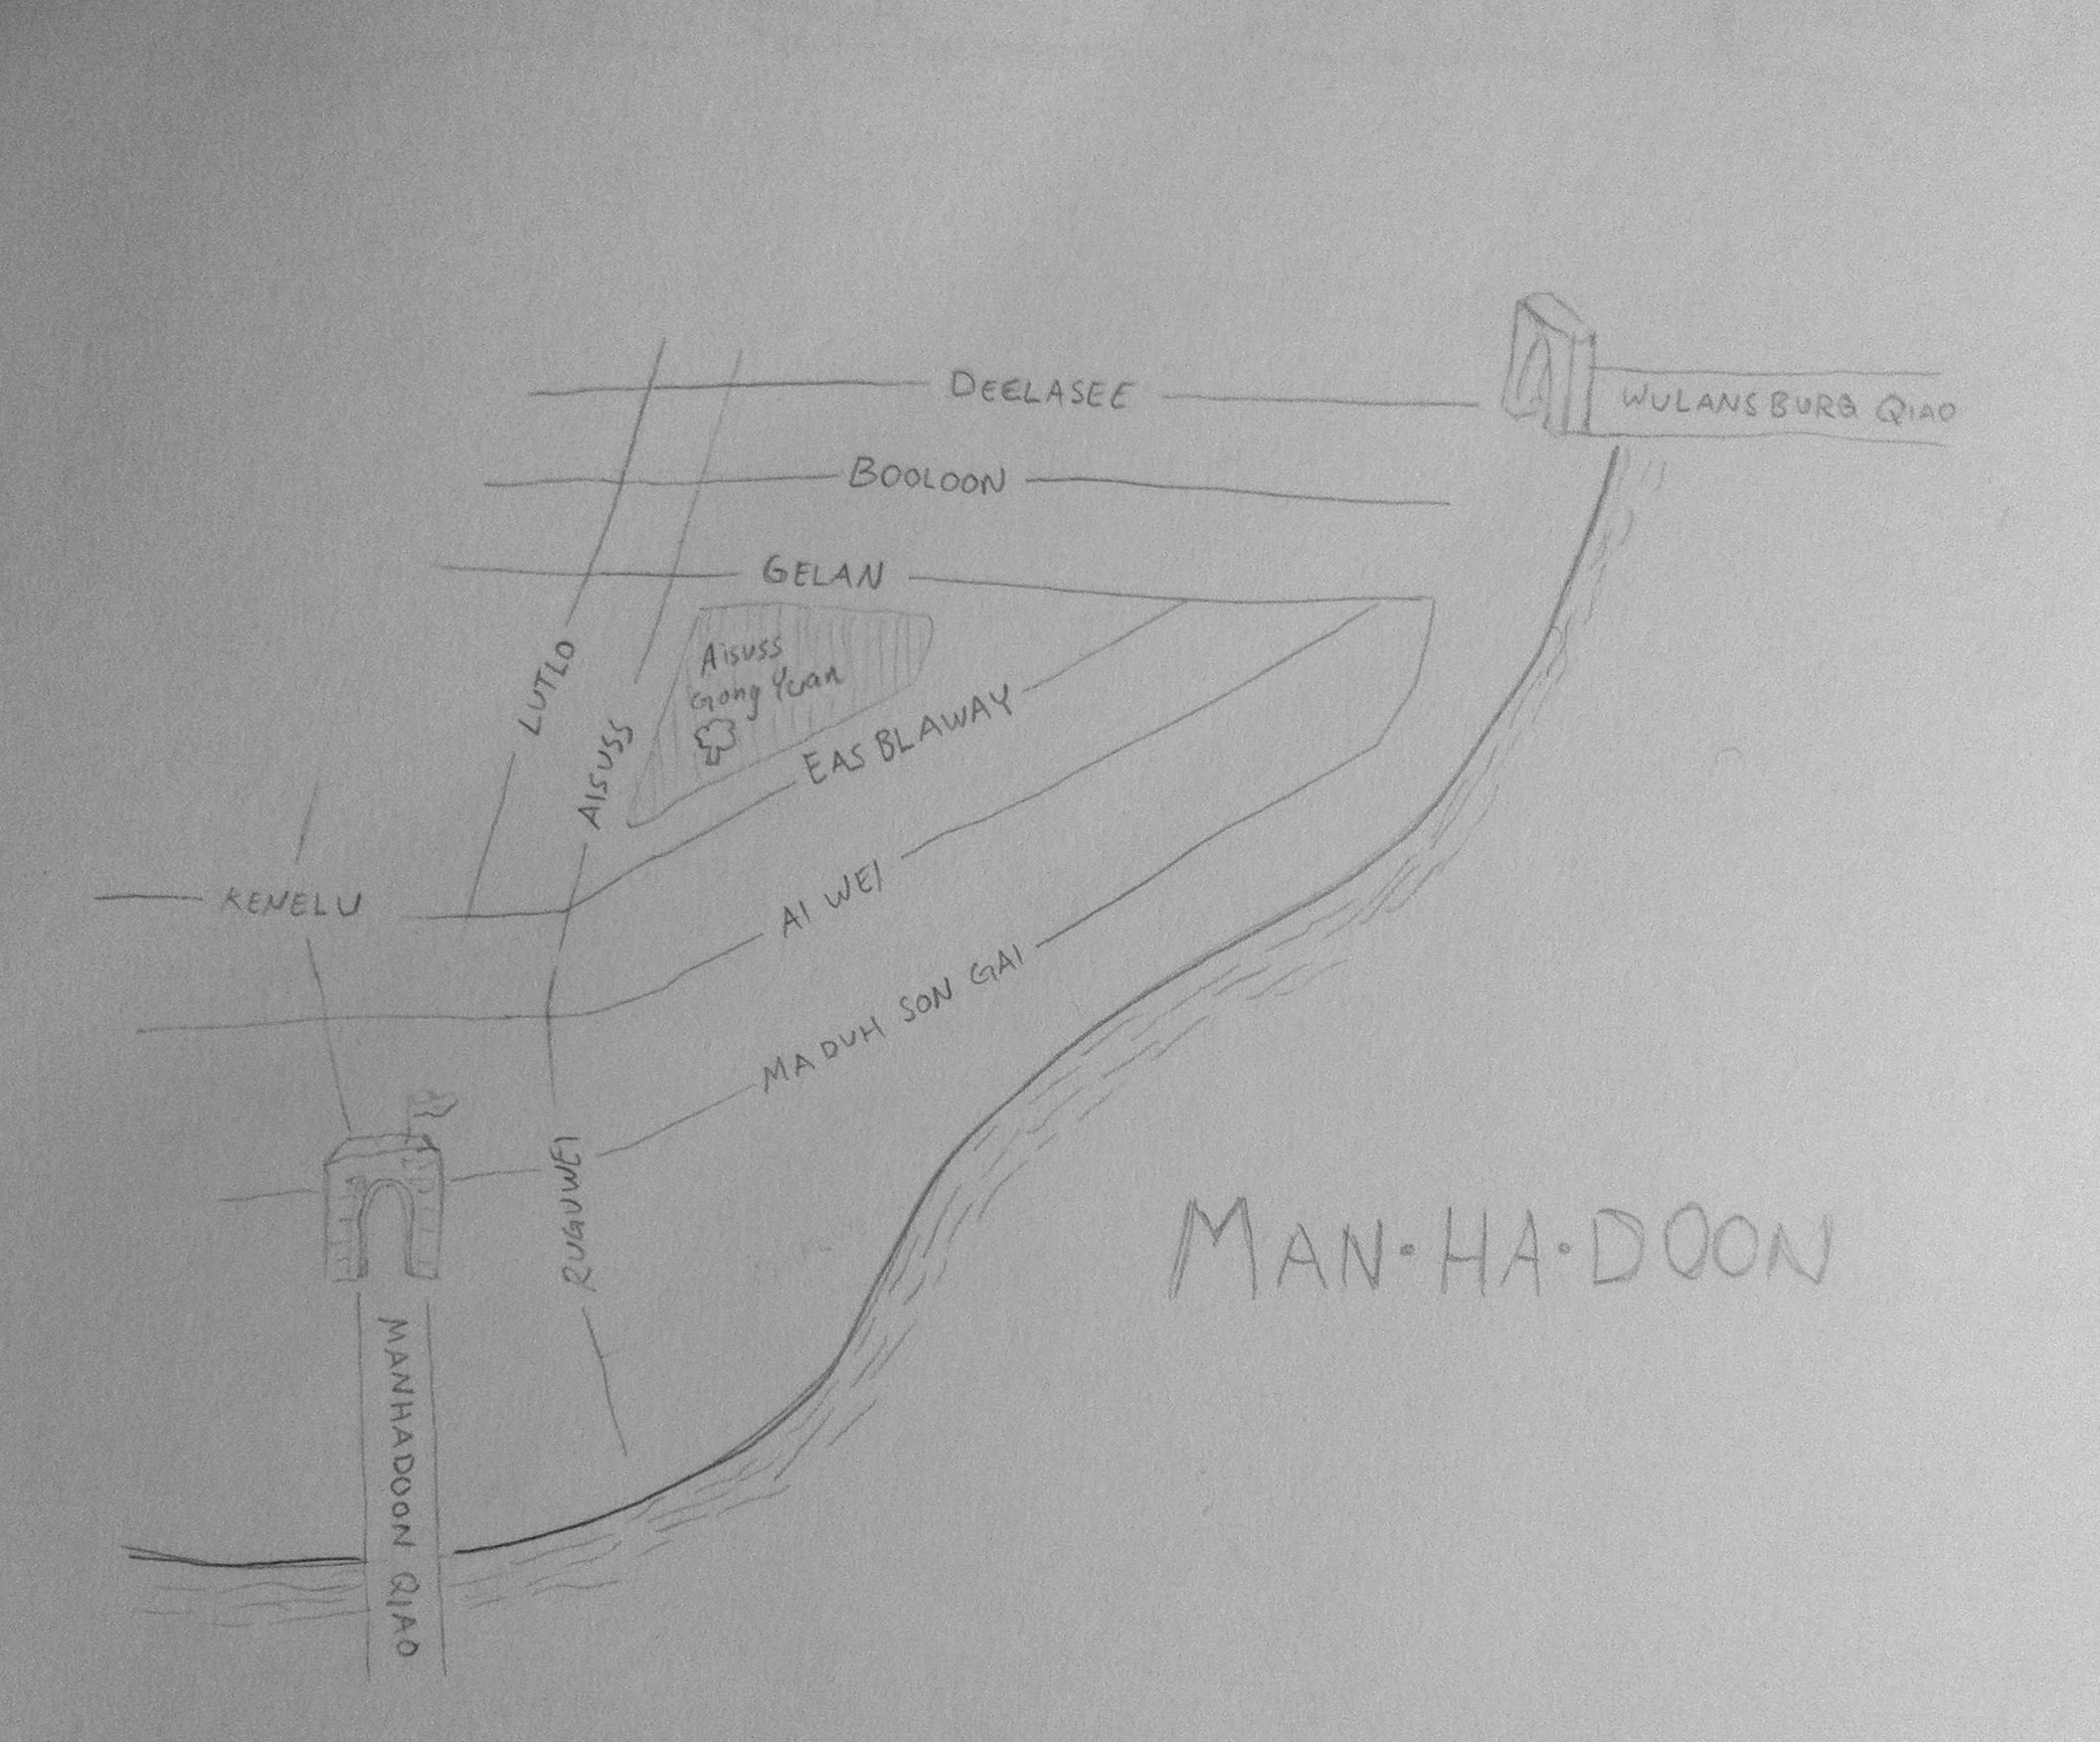 DEELASEE
WULANSBURG QIAO
BOOLOON
GELAN
LUTLO
AISUSS
Aisuss
Gong Yuan
EAS BLAWAY
KENELU
AI WEI
MADUH SON GAI
RUGUWEI
MAN·HA·DOON
MANHADOON QIAO